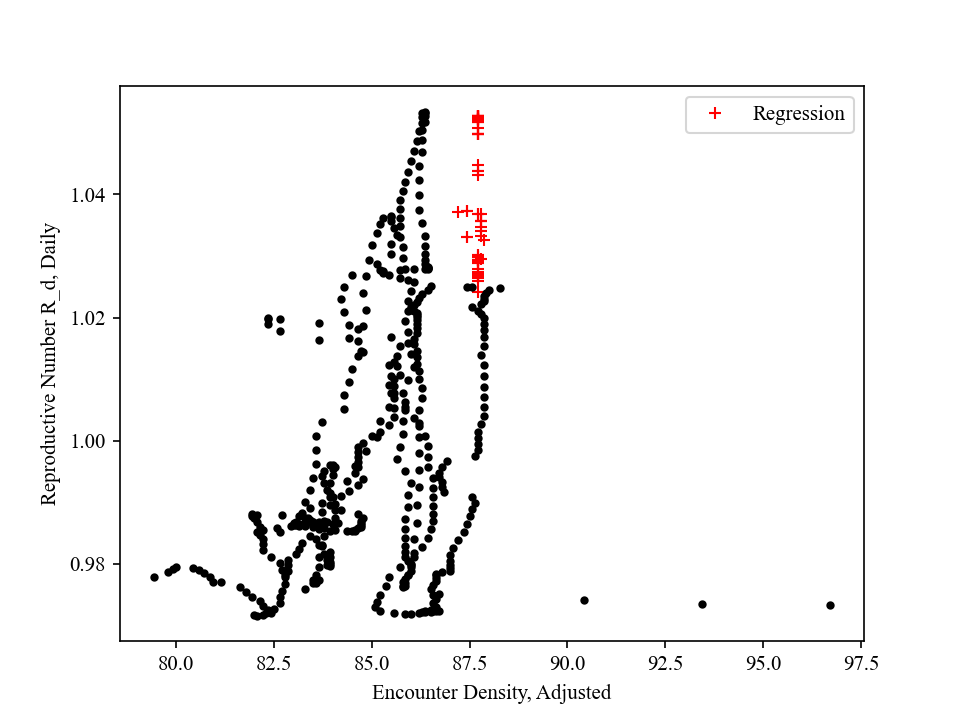 Regression
Reproductive Number R_d, Daily
1.04
1.02
1.00
0.98
80.0 82.5 85.0 87.5 90.0 92.5 95.0 97.5
Encounter Density, Adjusted